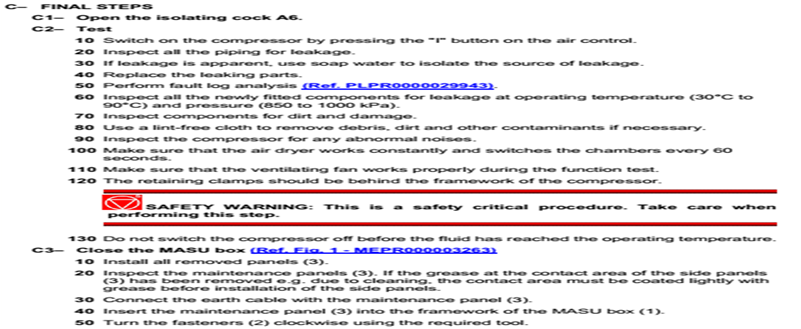 C– FINAL STEPS
C1– Open the isolating cock A6.
C2– Test
10 Switch on the compressor by pressing the "I" button on the air control.
20 Inspect all the piping for leakage.
30 If leakage is apparent, use soap water to isolate the source of leakage.
40 Replace the leaking parts.
50 Perform fault log analysis (Ref. PLPR0000029943).
60 Inspect all the newly fitted components for leakage at operating temperature (30°C to
90°C) and pressure (850 to 1000 kPa).
70 Inspect components for dirt and damage.
80 Use a lint-free cloth to remove debris, dirt and other contaminants if necessary.
90 Inspect the compressor for any abnormal noises.
100 Make sure that the air dryer works constantly and switches the chambers every 60
seconds.
110 Make sure that the ventilating fan works properly during the function test.
120 The retaining clamps should be behind the framework of the compressor.
SAFETY WARNING: This is a safety critical procedure. Take care when
performing this step.
130 Do not switch the compressor off before the fluid has reached the operating temperature.
C3– Close the MASU box (Ref. Fig. 1 - MEPR000003263)
10 Install all removed panels (3).
20 Inspect the maintenance panels (3). If the grease at the contact area of the side panels
(3) has been removed e.g. due to cleaning, the contact area must be coated lightly with
grease before installation of the side panels.
30 Connect the earth cable with the maintenance panel (3).
40 Insert the maintenance panel (3) into the framework of the MASU box (1).
50 Turn the fasteners (2) clockwise using the required tool.